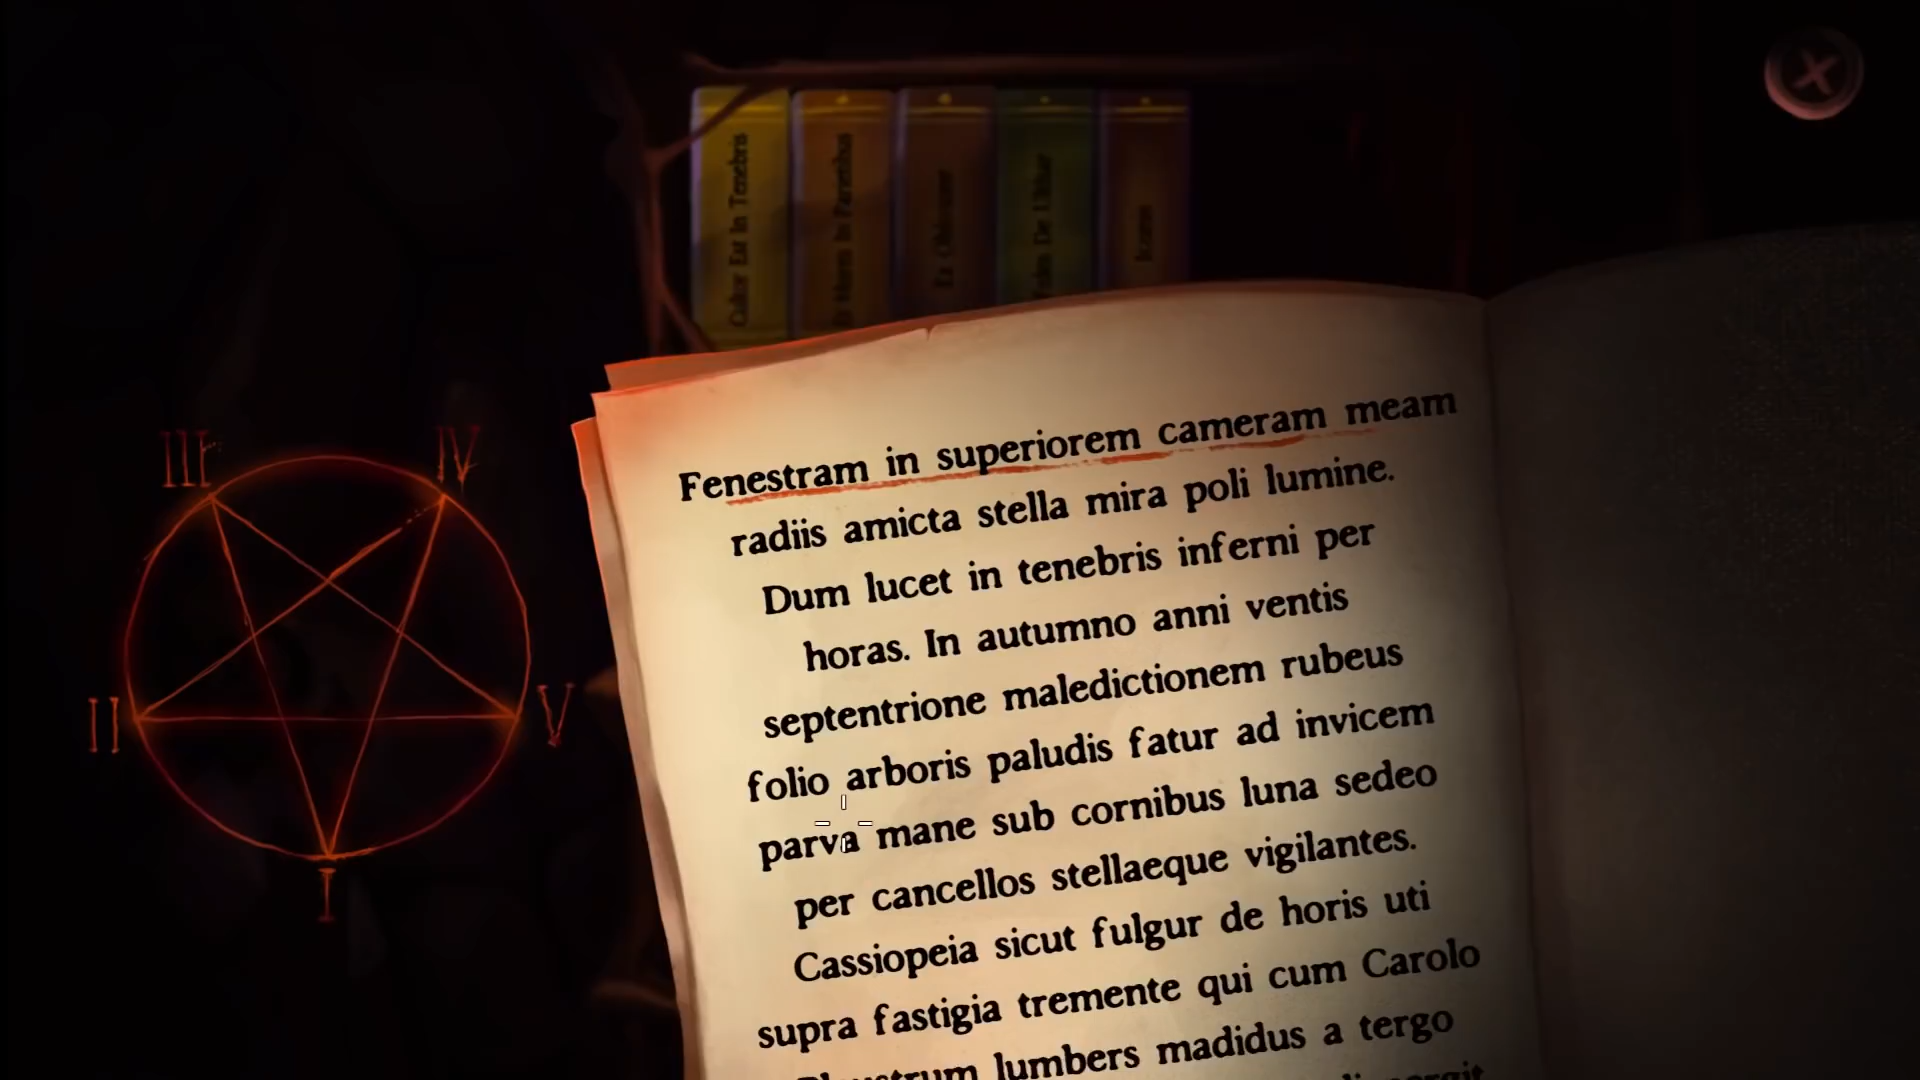 Color Est In Tenebris
In
Ex
De
III
IV
II
V
I
Fenestram in superiorem cameram meam
radiis amicta stella mira poli lumine.
Dum lucet in tenebris inferni per
horas. In autumno anni ventis
septentrione maledictionem rubeus
folio arboris paludis fatur ad invicem
parva mane sub cornibus luna sedeo
per cancellos stellaeque vigilantes.
Cassiopeia sicut fulgur de horis uti
supra fastigia tremente qui cum Carolo
lumbers madidus a tergo